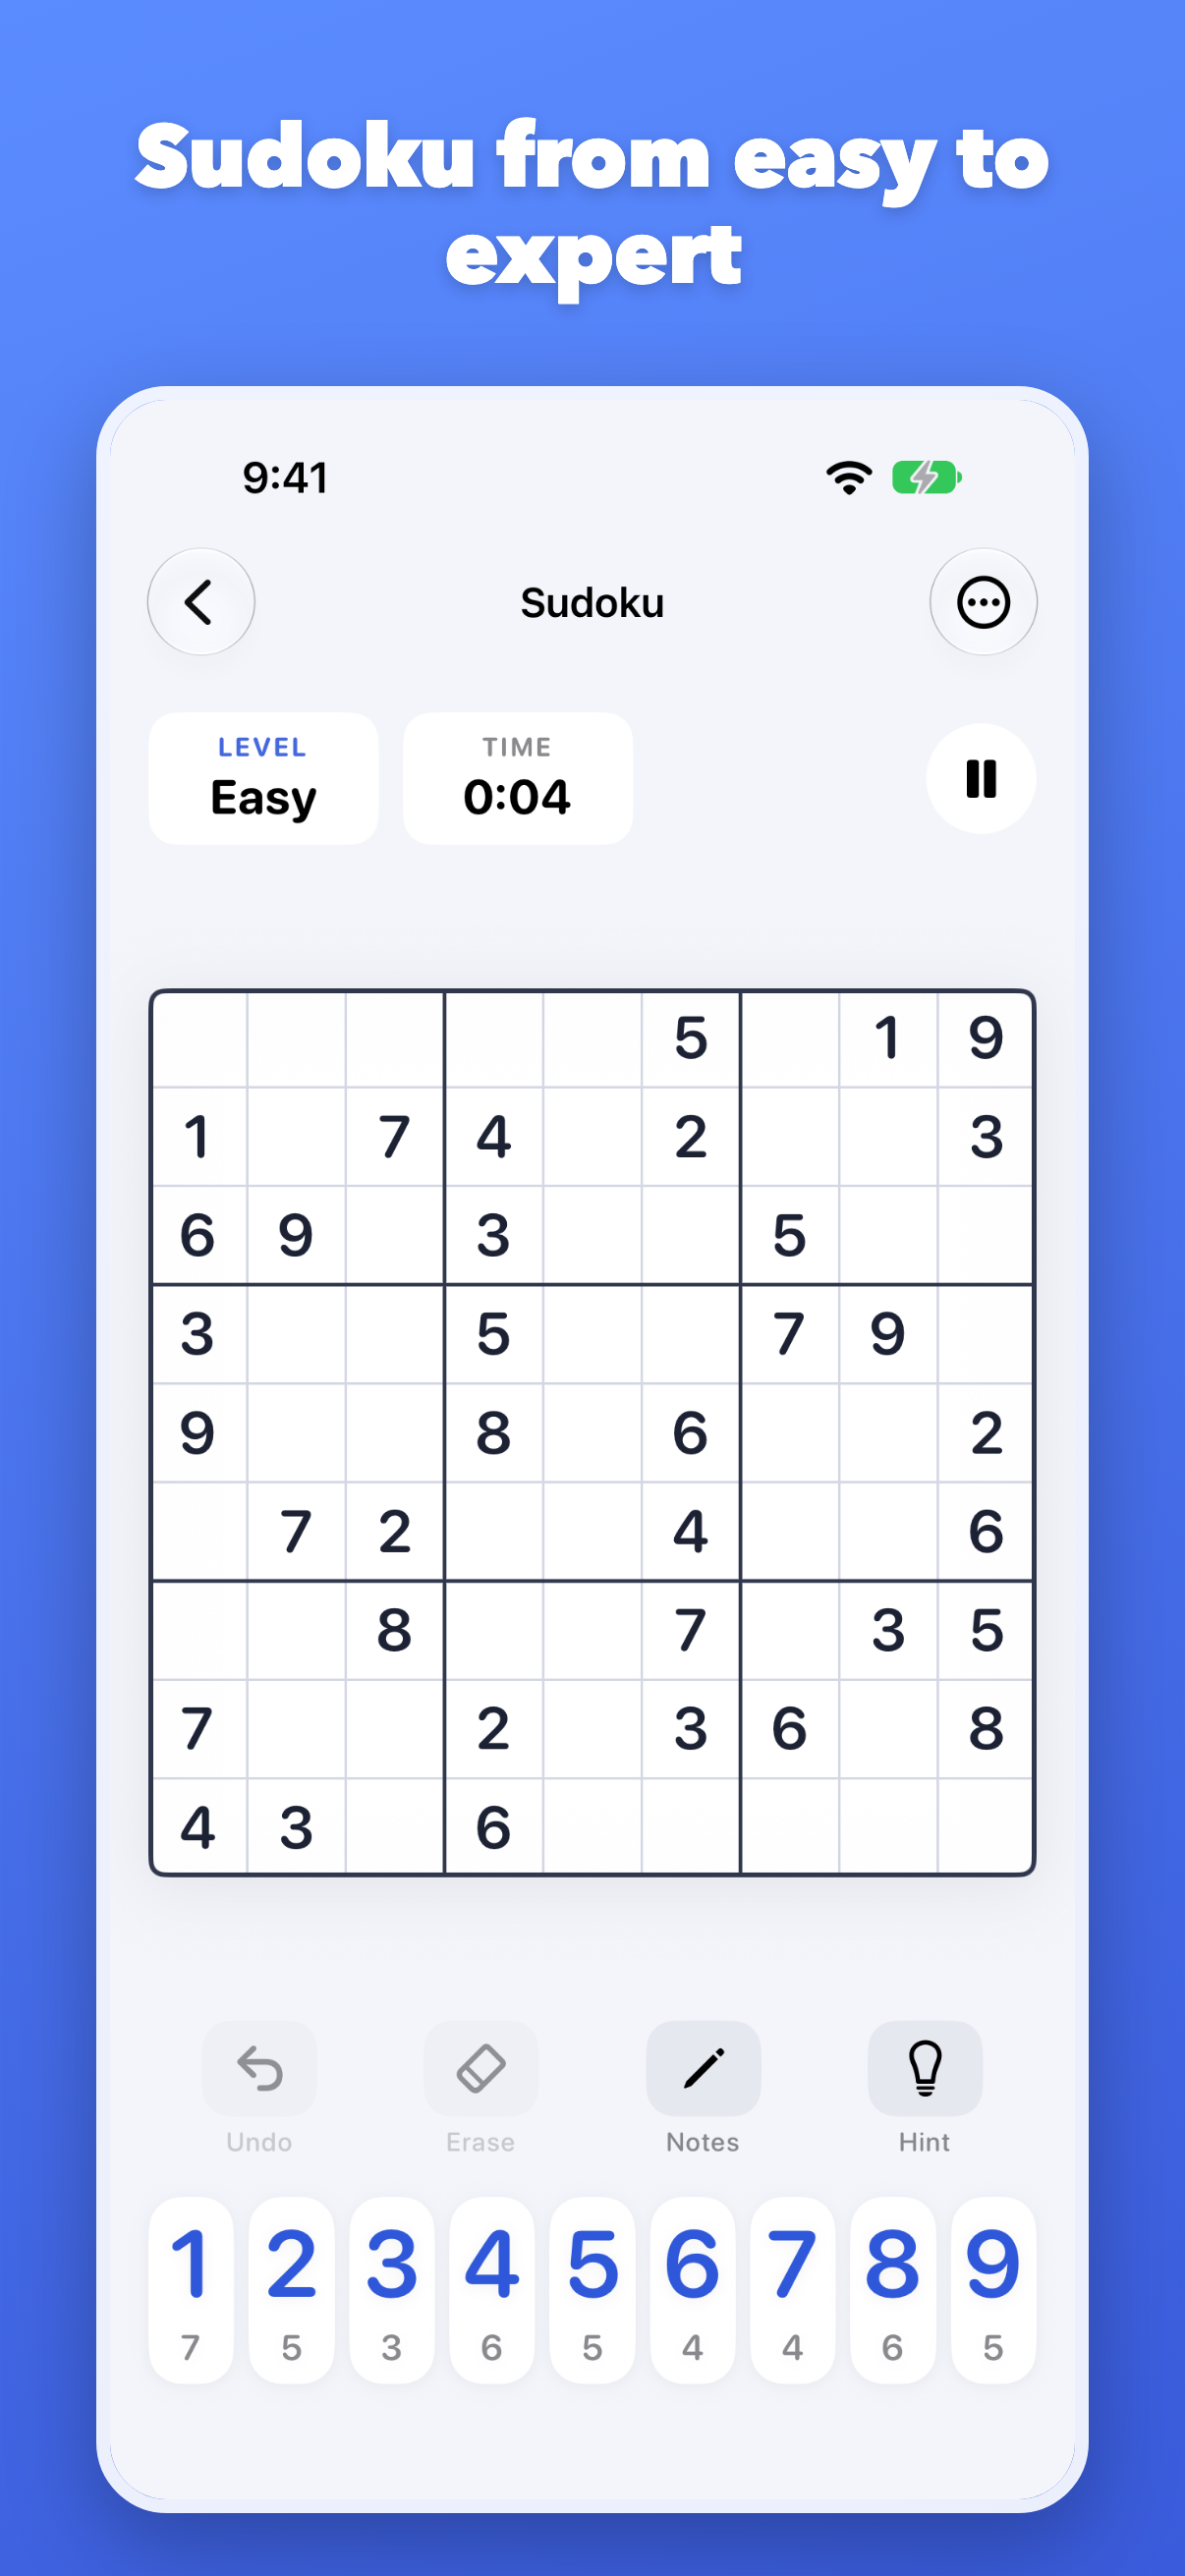 Sudoku from easy to
expert
9:41
Sudoku
LEVEL
Easy
TIME
0:04
5 1 9
1 7 4 2 3
6 9 3 5
3 5 7 9
9 8 6 2
7 2 4 6
8 7 3 5
7 2 3 6 8
4 3 6
Undo Erase Notes Hint
1 2 3 4 5 6 7 8 9
7 5 3 6 5 4 4 6 5